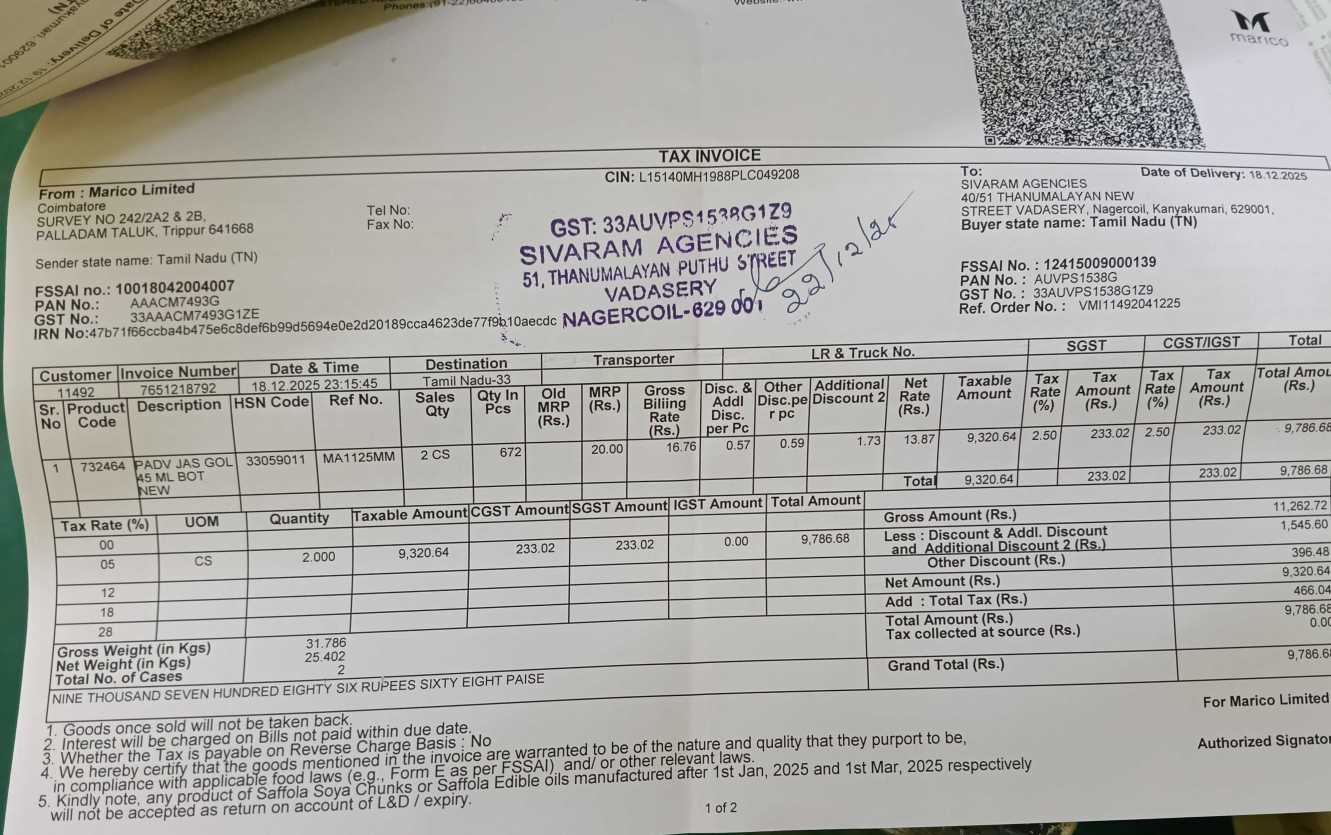 marico
TAX INVOICE
CIN: L15140MH1988PLC049208
From : Marico Limited
Coimbatore
SURVEY NO 242/2A2 & 2B,
PALLADAM TALUK, Trippur 641668
Tel No:
Fax No:
Sender state name: Tamil Nadu (TN)
FSSAI no.: 10018042004007
PAN No.: AAACM7493G
GST No.: 33AAACM7493G1ZE
IRN No:47b71f66ccba4b475e6c8def6b99d5694e0e2d20189cca4623de77f9b10aecdc
GST: 33AUVPS1538G1Z9
SIVARAM AGENCIES
51, THANUMALAYAN PUTHU STREET
VADASERY
NAGERCOIL-629 001
22/12/25
To:
Date of Delivery: 18.12.2025
SIVARAM AGENCIES
40/51 THANUMALAYAN NEW
STREET VADASERY, Nagercoil, Kanyakumari, 629001,
Buyer state name: Tamil Nadu (TN)
FSSAI No. : 12415009000139
PAN No. : AUVPS1538G
GST No. : 33AUVPS1538G1Z9
Ref. Order No. : VMI11492041225
Customer Invoice Number Date & Time Destination Transporter LR & Truck No. SGST CGST/IGST Total
11492 7651218792 18.12.2025 23:15:45 Tamil Nadu-33
Sr. No Product Code Description HSN Code Ref No. Sales Qty Qty In Pcs Old MRP (Rs.) MRP (Rs.) Gross Billing Rate (Rs.) Disc. & Addl Disc. per Pc Other Disc.pe r pc Additional Discount 2 Net Rate (Rs.) Taxable Amount Tax Rate (%) Tax Amount (Rs.) Tax Rate (%) Tax Amount (Rs.) Total Amou (Rs.)
1 732464 PADV JAS GOL 45 ML BOT NEW 33059011 MA1125MM 2 CS 672 20.00 16.76 0.57 0.59 1.73 13.87 9,320.64 2.50 233.02 2.50 233.02 9,786.68
Total 9,320.64 233.02 233.02 9,786.68
Tax Rate (%) UOM Quantity Taxable Amount CGST Amount SGST Amount IGST Amount Total Amount
00
05 CS 2.000 9,320.64 233.02 233.02 0.00 9,786.68
12
18
28
Gross Amount (Rs.) 11,262.72
Less : Discount & Addl. Discount and Additional Discount 2 (Rs.) 1,545.60
Other Discount (Rs.) 396.48
Net Amount (Rs.) 9,320.64
Add : Total Tax (Rs.) 466.04
Total Amount (Rs.) 9,786.68
Tax collected at source (Rs.) 0.00
Grand Total (Rs.) 9,786.6
Gross Weight (in Kgs) 31.786
Net Weight (in Kgs) 25.402
Total No. of Cases 2
NINE THOUSAND SEVEN HUNDRED EIGHTY SIX RUPEES SIXTY EIGHT PAISE
For Marico Limited
Authorized Signator
1. Goods once sold will not be taken back.
2. Interest will be charged on Bills not paid within due date.
3. Whether the Tax is payable on Reverse Charge Basis : No
4. We hereby certify that the goods mentioned in the invoice are warranted to be of the nature and quality that they purport to be,
in compliance with applicable food laws (e.g., Form E as per FSSAI) and/ or other relevant laws.
5. Kindly note, any product of Saffola Soya Chunks or Saffola Edible oils manufactured after 1st Jan, 2025 and 1st Mar, 2025 respectively
will not be accepted as return on account of L&D / expiry.
1 of 2